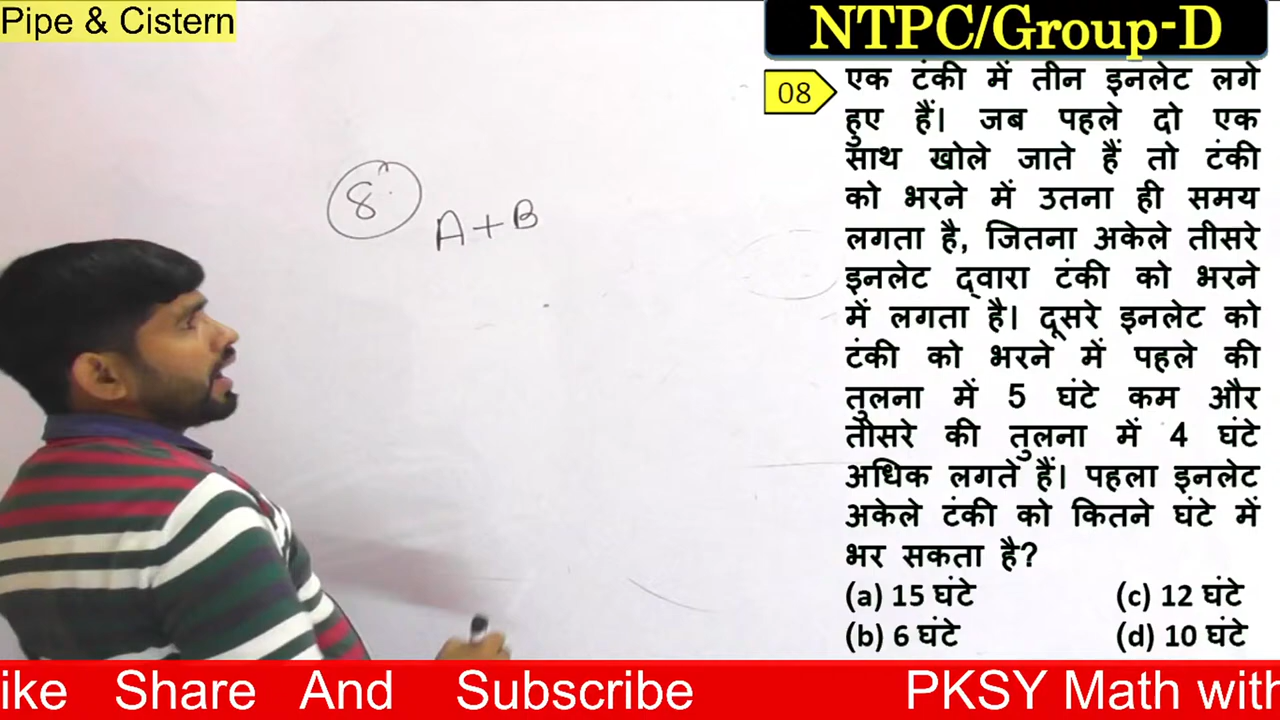 Pipe & Cistern
NTPC/Group-D
08
एक टंकी में तीन इनलेट लगे
हुए हैं। जब पहले दो एक
साथ खोले जाते हैं तो टंकी
को भरने में उतना ही समय
लगता है, जितना अकेले तीसरे
इनलेट द्वारा टंकी को भरने
में लगता है। दूसरे इनलेट को
टंकी को भरने में पहले की
तुलना में 5 घंटे कम और
तीसरे की तुलना में 4 घंटे
अधिक लगते हैं। पहला इनलेट
अकेले टंकी को कितने घंटे में
भर सकता है?
(a) 15 घंटे (c) 12 घंटे
(b) 6 घंटे (d) 10 घंटे
8
A+B
ike Share And Subscribe PKSY Math with